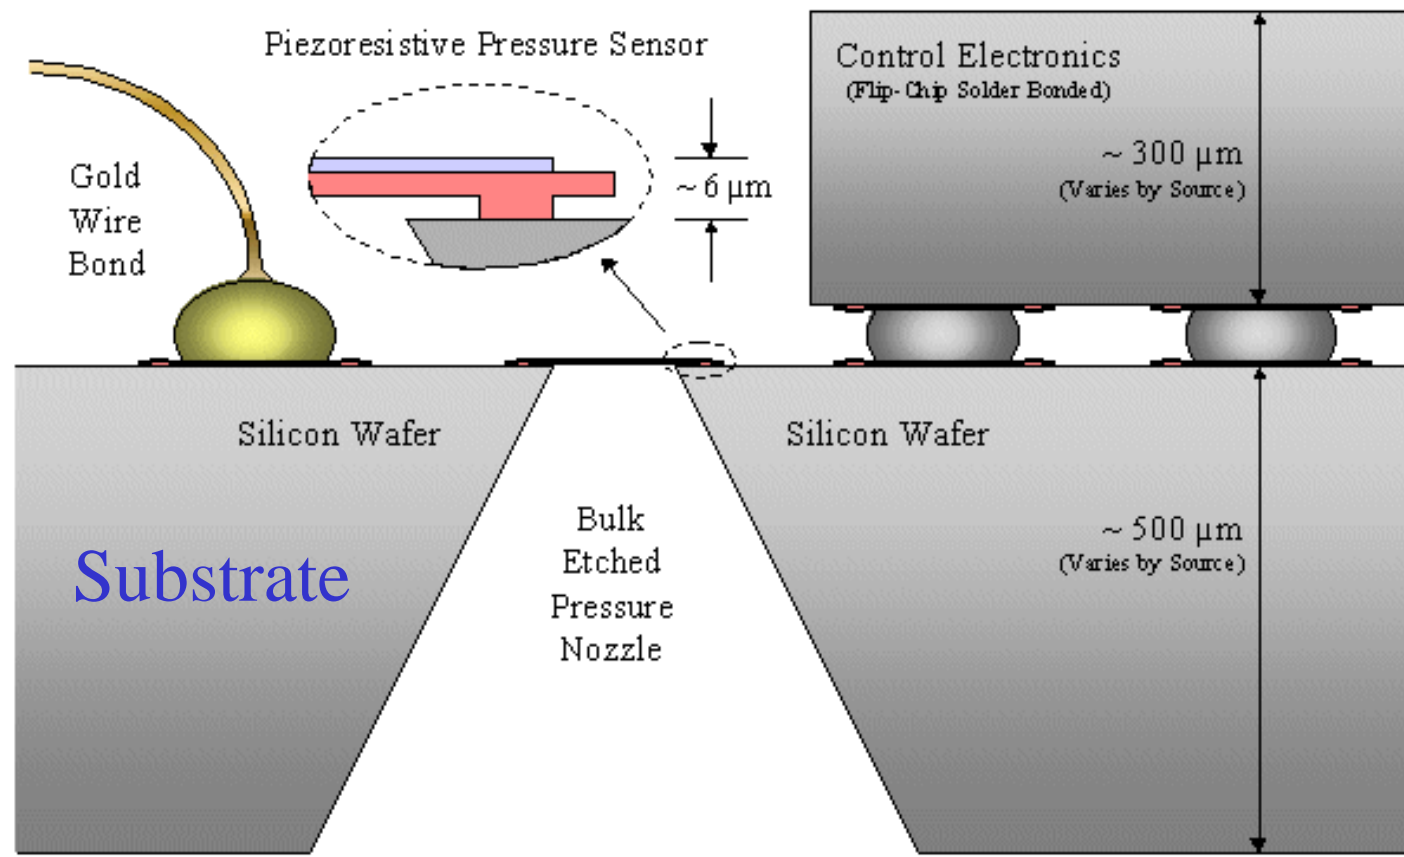 Piezoresistive Pressure Sensor
Control Electronics
(Flip-Chip Solder Bonded)
~ 300 μm
(Varies by Source)
Gold
Wire
Bond
~ 6 μm
Silicon Wafer
Silicon Wafer
Substrate
Bulk
Etched
Pressure
Nozzle
~ 500 μm
(Varies by Source)